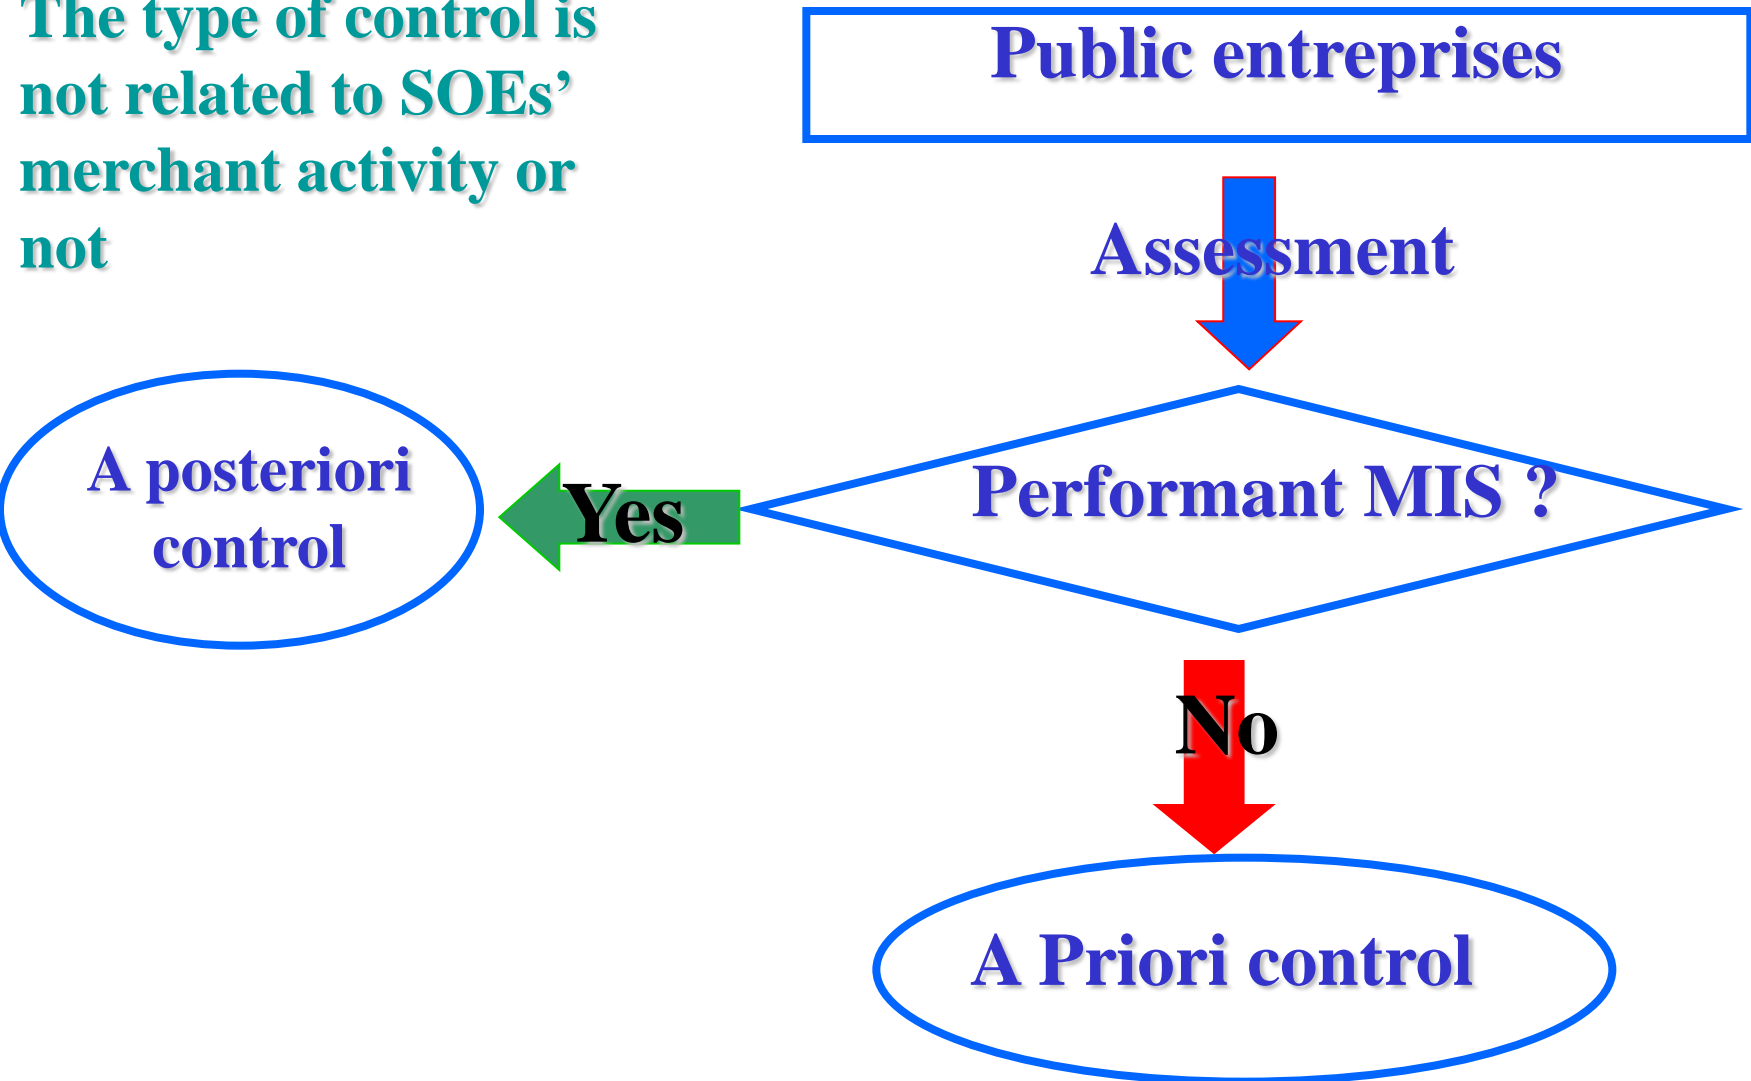 The type of control is
not related to SOEs’
merchant activity or
not
Public entreprises
Assessment
Performant MIS ?
Yes
A posteriori
control
No
A Priori control